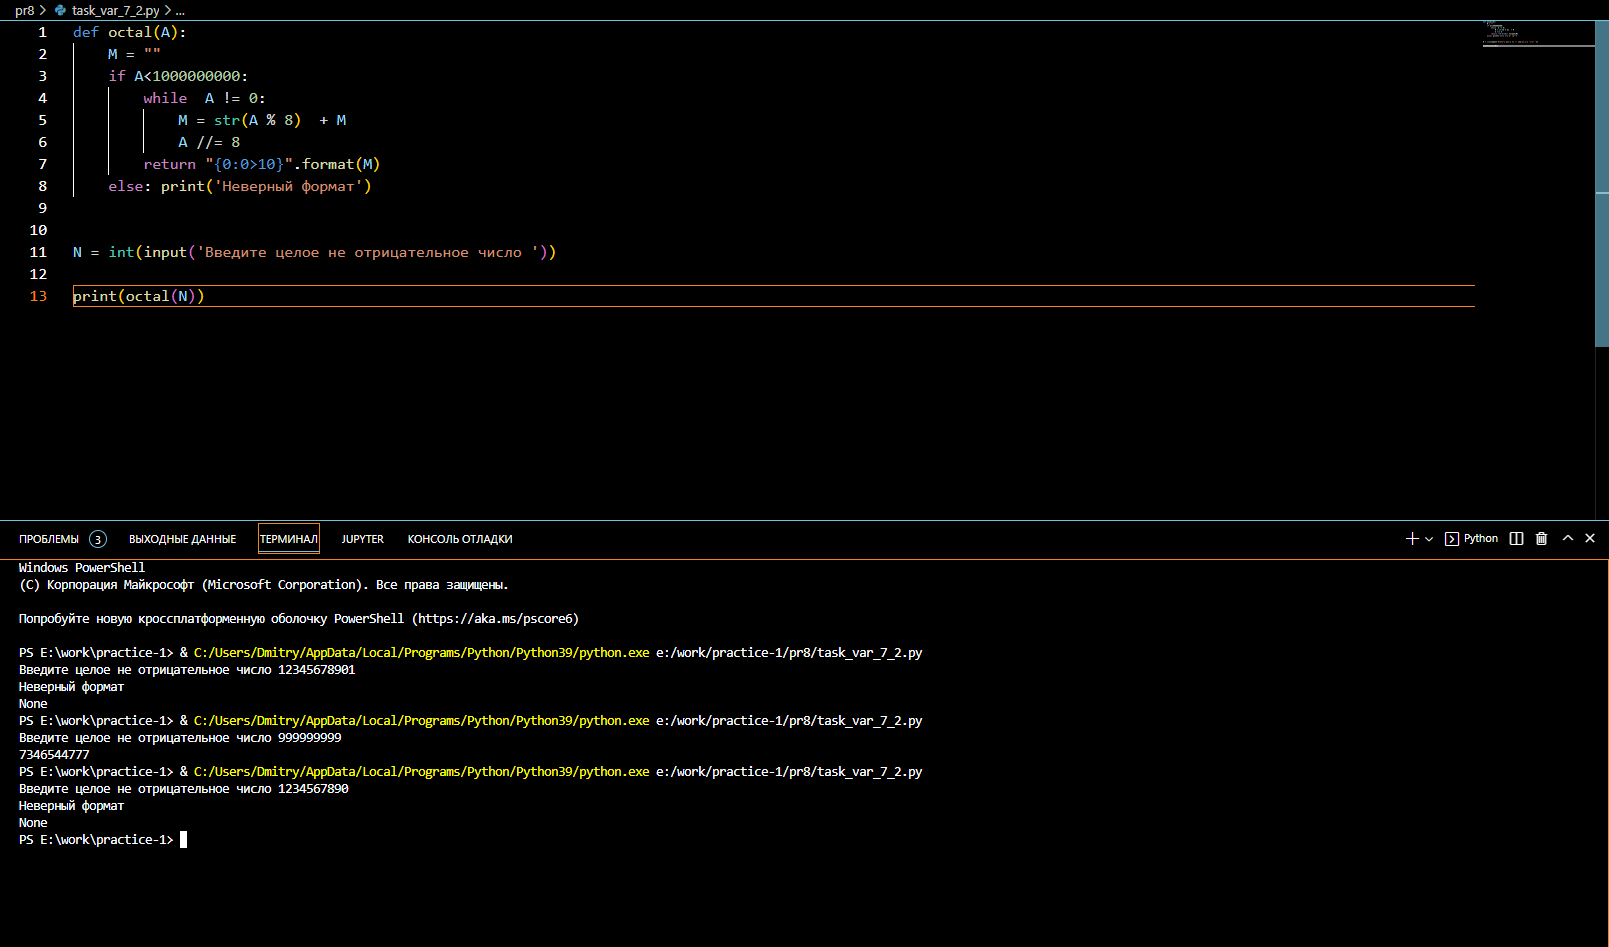 pr8 > task_var_7_2.py > ...
1 def octal(A):
2 M = ""
3 if A<1000000000:
4 while  A != 0:
5 M = str(A % 8)  + M
6 A //= 8
7 return "{0:0>10}".format(M)
8 else: print('Неверный формат')
9
10
11 N = int(input('Введите целое не отрицательное число '))
12
13 print(octal(N))
ПРОБЛЕМЫ 3 ВЫХОДНЫЕ ДАННЫЕ ТЕРМИНАЛ JUPYTER КОНСОЛЬ ОТЛАДКИ Python
Windows PowerShell
(C) Корпорация Майкрософт (Microsoft Corporation). Все права защищены.
Попробуйте новую кроссплатформенную оболочку PowerShell (https://aka.ms/pscore6)
PS E:\work\practice-1> & C:/Users/Dmitry/AppData/Local/Programs/Python/Python39/python.exe e:/work/practice-1/pr8/task_var_7_2.py
Введите целое не отрицательное число 12345678901
Неверный формат
None
PS E:\work\practice-1> & C:/Users/Dmitry/AppData/Local/Programs/Python/Python39/python.exe e:/work/practice-1/pr8/task_var_7_2.py
Введите целое не отрицательное число 999999999
7346544777
PS E:\work\practice-1> & C:/Users/Dmitry/AppData/Local/Programs/Python/Python39/python.exe e:/work/practice-1/pr8/task_var_7_2.py
Введите целое не отрицательное число 1234567890
Неверный формат
None
PS E:\work\practice-1>